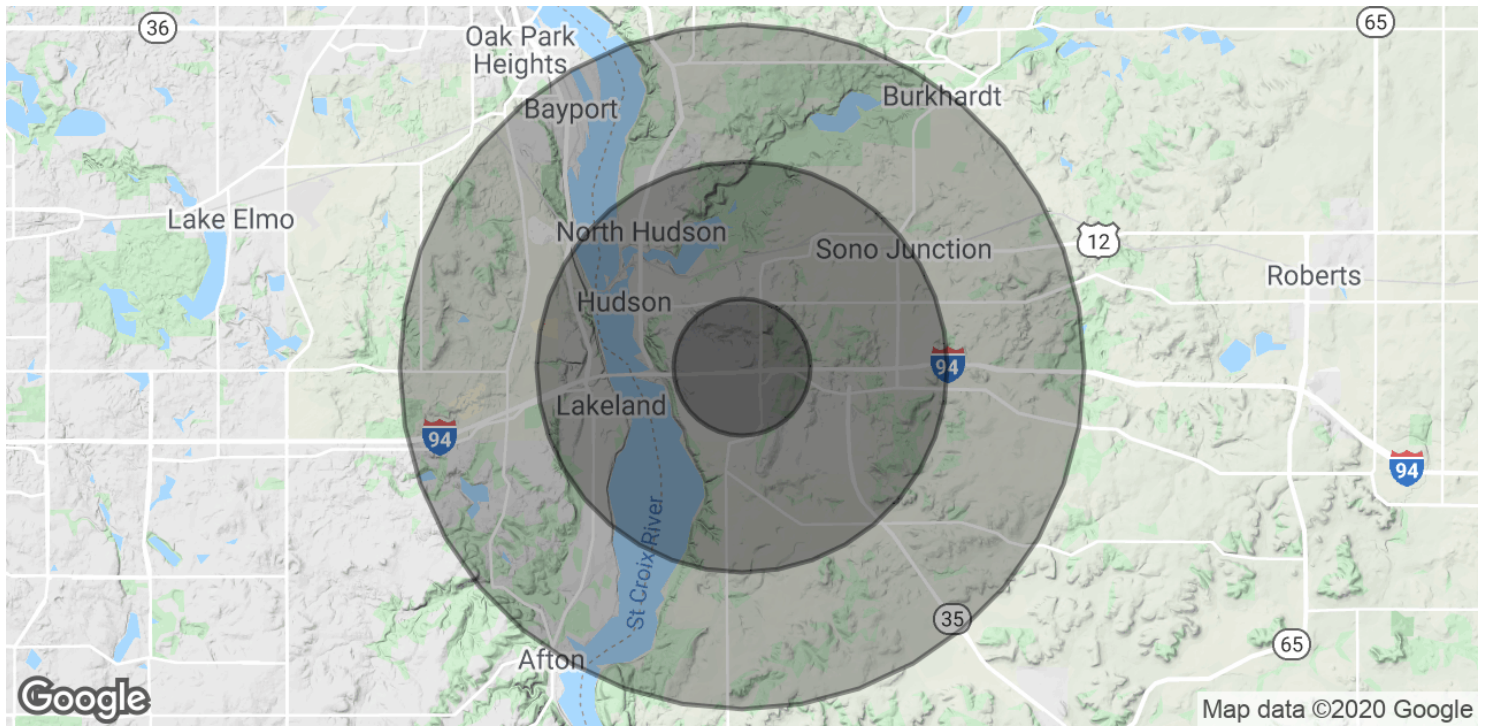 36
65
Oak Park
Heights
Bayport
Burkhardt
Lake Elmo
North Hudson
Sono Junction
12
Roberts
Hudson
94
Lakeland
94
94
St Croix River
35
65
Afton
Google
Map data ©2020 Google